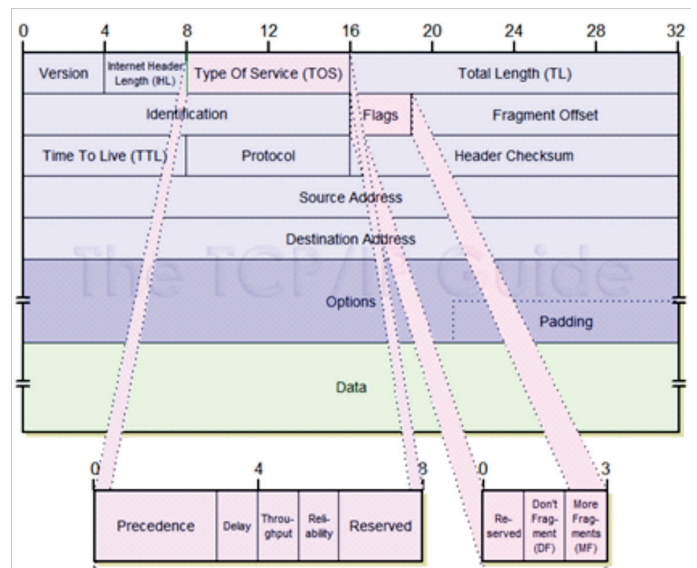 0 4 8 12 16 20 24 28 32
Version Internet Header Length (IHL) Type Of Service (TOS) Total Length (TL)
Identification Flags Fragment Offset
Time To Live (TTL) Protocol Header Checksum
Source Address
Destination Address
The TCP/IP Guide
Options
Padding
Data
0 4 8 0 3
Precedence Delay Throu-ghput Reli-ability Reserved Re-served Don't Frag-ment (DF) More Frag-ments (MF)